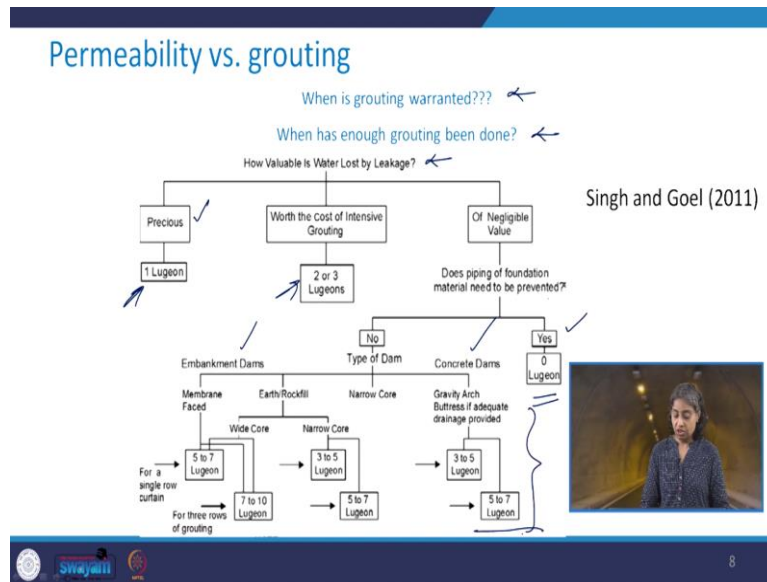 Permeability vs. grouting
When is grouting warranted???
When has enough grouting been done?
How Valuable Is Water Lost by Leakage?
Singh and Goel (2011)
Precious
Worth the Cost of Intensive
Grouting
Of Negligible
Value
1 Lugeon
2 or 3
Lugeons
Does piping of foundation
material need to be prevented?
No
Yes
Type of Dam
0
Lugeon
Embankment Dams
Concrete Dams
Membrane
Faced
Earth/Rockfill
Narrow Core
Gravity Arch
Buttress if adequate
drainage provided
Wide Core
Narrow Core
For a
single row
curtain
5 to 7
Lugeon
3 to 5
Lugeon
3 to 5
Lugeon
For three rows
of grouting
7 to 10
Lugeon
5 to 7
Lugeon
5 to 7
Lugeon
swayam
8